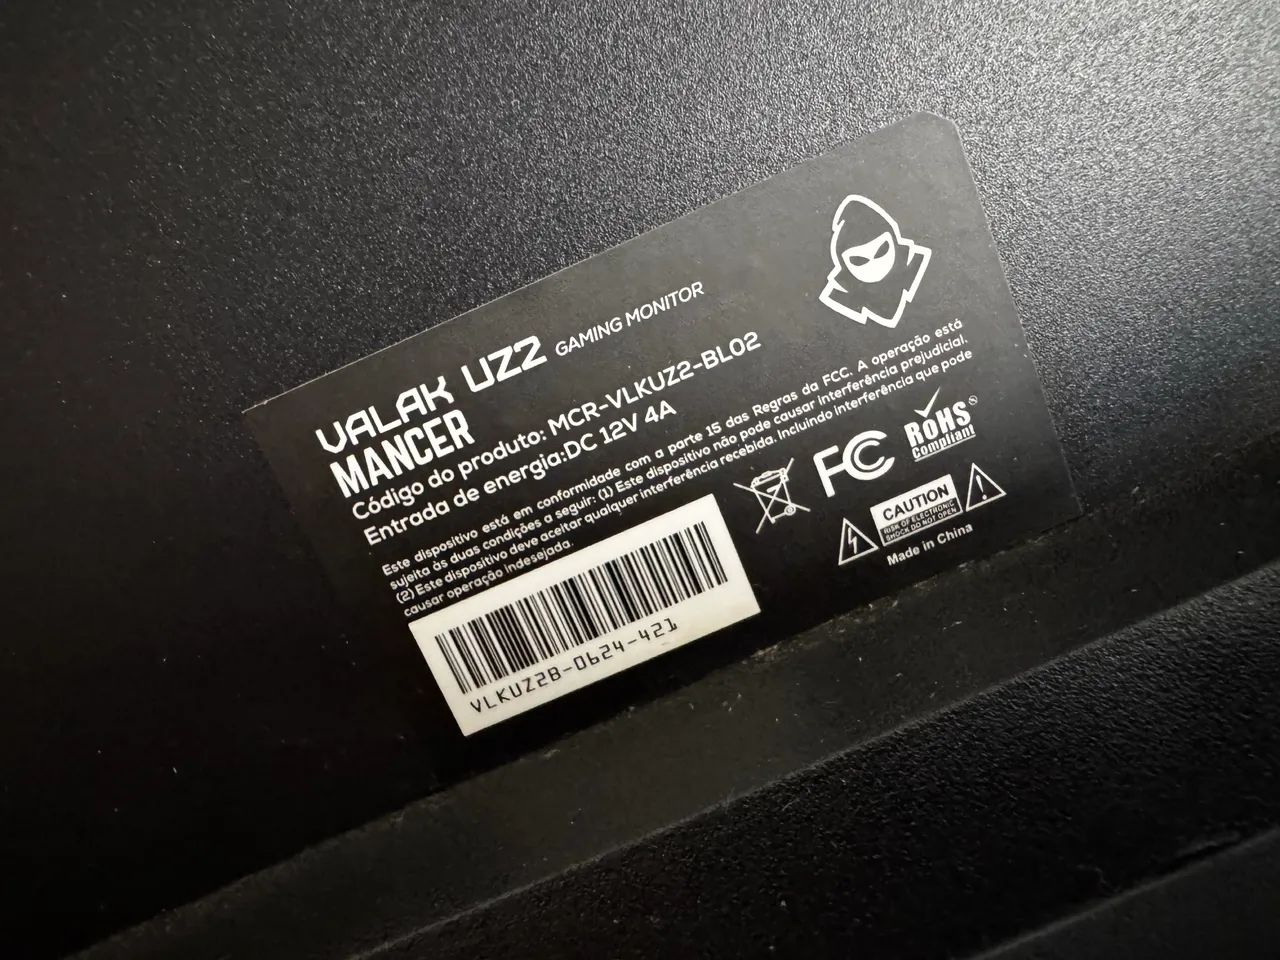 VALAK UZ2 GAMING MONITOR
MANCER
Código do produto: MCR-VLKUZ2-BL02
Entrada de energia:DC 12V 4A
Este dispositivo está em conformidade com a parte 15 das Regras da FCC. A operação está
sujeita às duas condições a seguir: (1) Este dispositivo não pode causar interferência prejudicial.
(2) Este dispositivo deve aceitar qualquer interferência recebida. Incluindo interferência que pode
causar operação indesejada.
FCC
RoHS
compliant
CAUTION
RISK OF ELECTRONIC
SHOCK DO NOT OPEN
Made in China
VLKUZ2B-0624-421